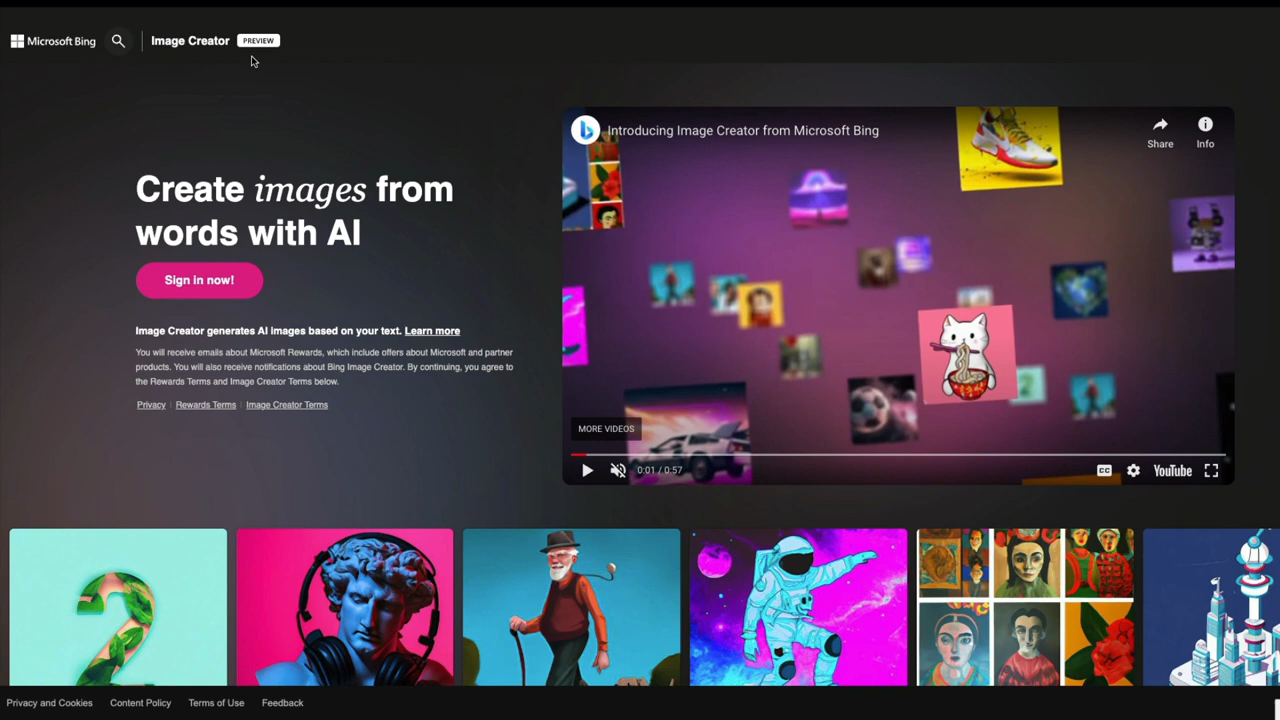 Microsoft Bing
Image Creator PREVIEW
Introducing Image Creator from Microsoft Bing
Share
Info
Create images from
words with AI
Sign in now!
Image Creator generates AI images based on your text. Learn more
You will receive emails about Microsoft Rewards, which include offers about Microsoft and partner
products. You will also receive notifications about Bing Image Creator. By continuing, you agree to
the Rewards Terms and Image Creator Terms below.
Privacy | Rewards Terms | Image Creator Terms
MORE VIDEOS
0:01 / 0:57
CC
YouTube
2
Privacy and Cookies
Content Policy
Terms of Use
Feedback